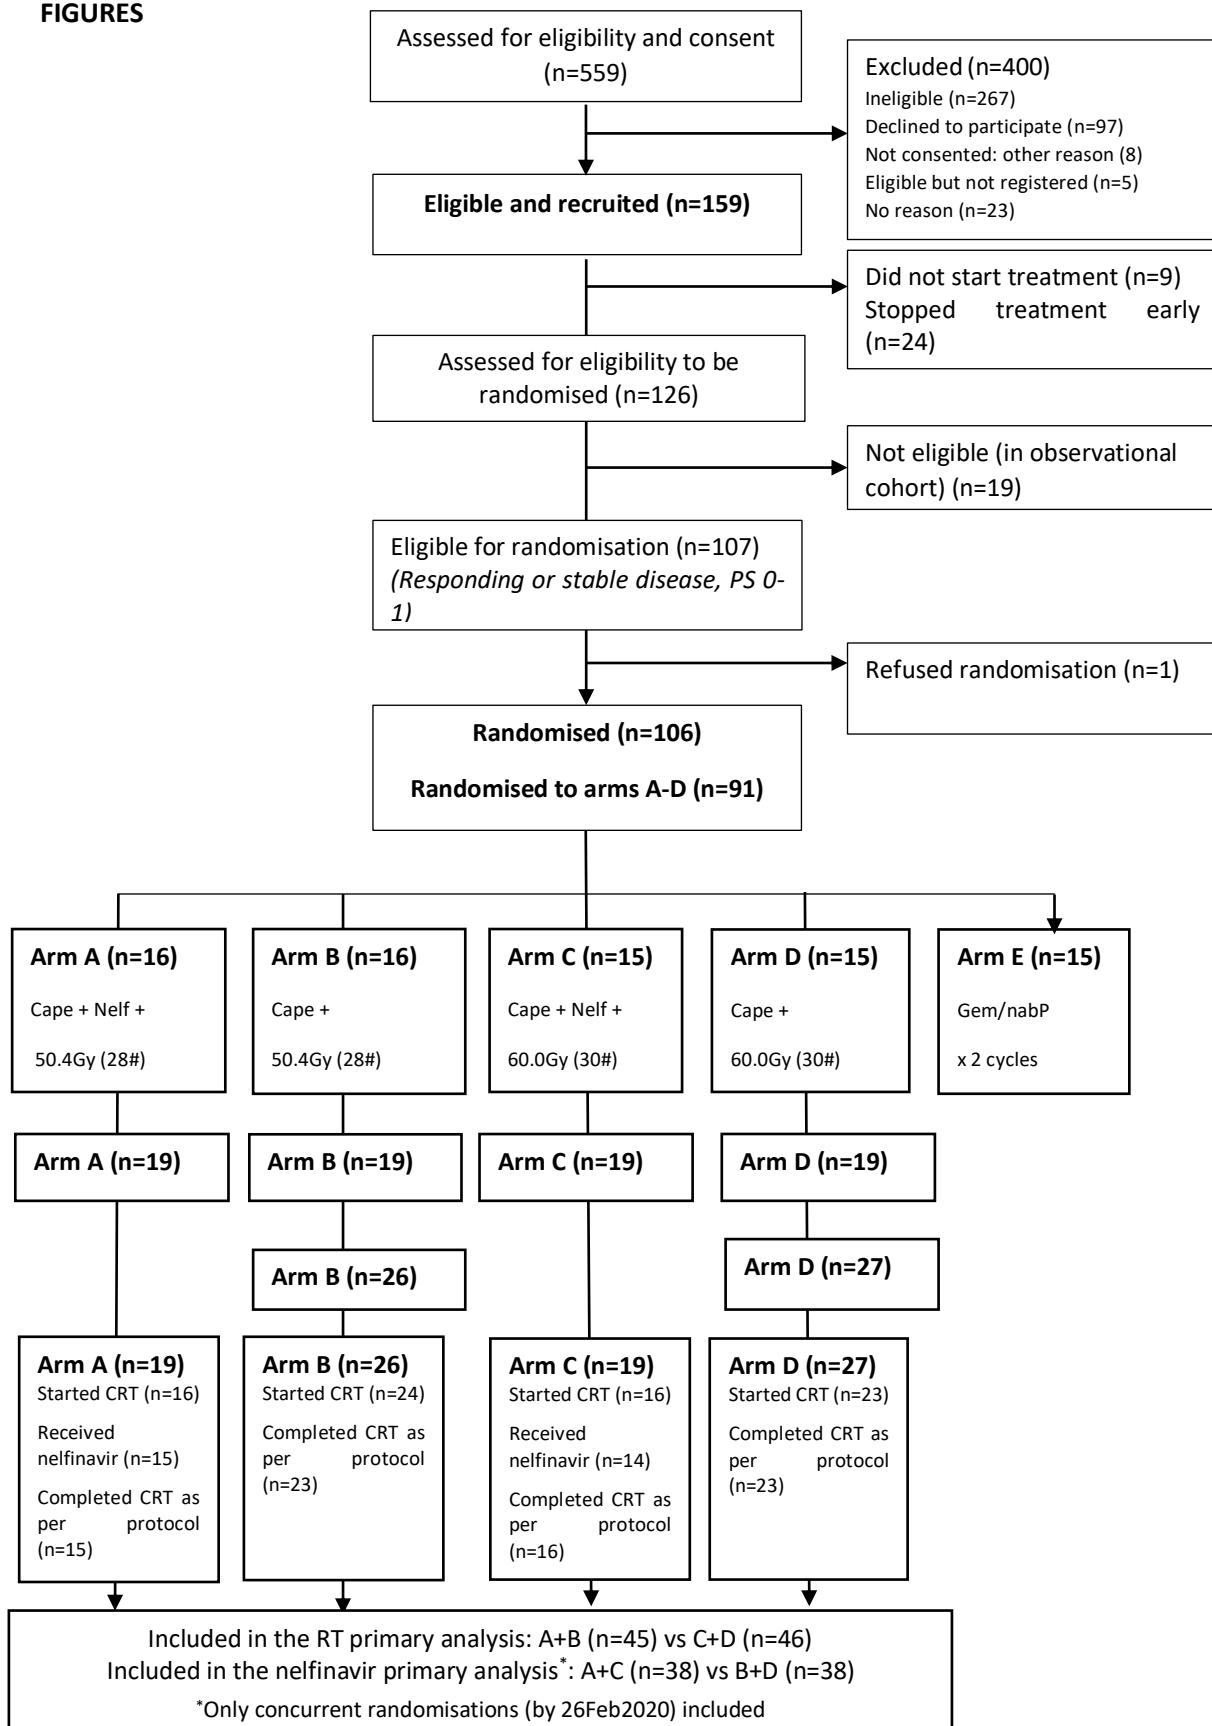 FIGURES
Assessed for eligibility and consent
(n=559)
Excluded (n=400)
Ineligible (n=267)
Declined to participate (n=97)
Not consented: other reason (8)
Eligible but not registered (n=5)
No reason (n=23)
Eligible and recruited (n=159)
Did not start treatment (n=9)
Stopped treatment early
(n=24)
Assessed for eligibility to be
randomised (n=126)
Not eligible (in observational
cohort) (n=19)
Eligible for randomisation (n=107)
(Responding or stable disease, PS 0-
1)
Refused randomisation (n=1)
Randomised (n=106)
Randomised to arms A-D (n=91)
Arm A (n=16)
Cape + Nelf +
50.4Gy (28#)
Arm B (n=16)
Cape +
50.4Gy (28#)
Arm C (n=15)
Cape + Nelf +
60.0Gy (30#)
Arm D (n=15)
Cape +
60.0Gy (30#)
Arm E (n=15)
Gem/nabP
x 2 cycles
Arm A (n=19)
Arm B (n=19)
Arm C (n=19)
Arm D (n=19)
Arm B (n=26)
Arm D (n=27)
Arm A (n=19)
Started CRT (n=16)
Received
nelfinavir (n=15)
Completed CRT as
per protocol
(n=15)
Arm B (n=26)
Started CRT (n=24)
Completed CRT as
per protocol
(n=23)
Arm C (n=19)
Started CRT (n=16)
Received
nelfinavir (n=14)
Completed CRT as
per protocol
(n=16)
Arm D (n=27)
Started CRT (n=23)
Completed CRT as
per protocol
(n=23)
Included in the RT primary analysis: A+B (n=45) vs C+D (n=46)
Included in the nelfinavir primary analysis*: A+C (n=38) vs B+D (n=38)
*Only concurrent randomisations (by 26Feb2020) included